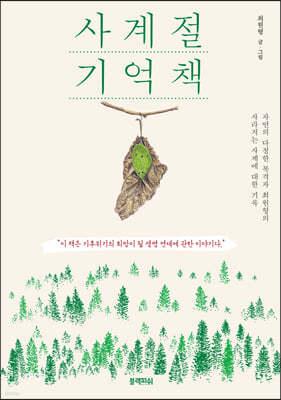 사계절
기억책
최원형 글·그림
자연의 다정한 목격자 최원형의
사라지는 사계에 대한 기록
"이 책은 기후위기의 희망이 될 생명 연대에 관한 이야기다."
블랙피쉬